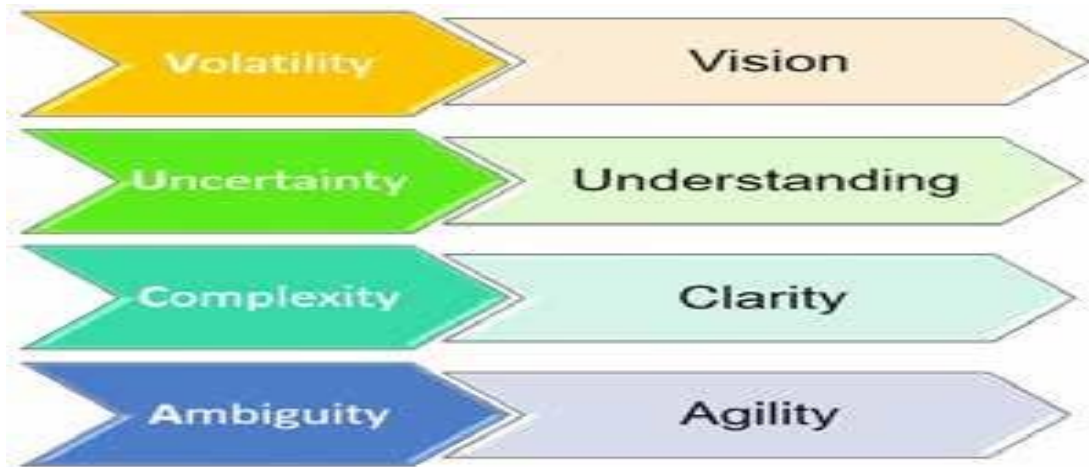 Volatility Vision
Uncertainty Understanding
Complexity Clarity
Ambiguity Agility